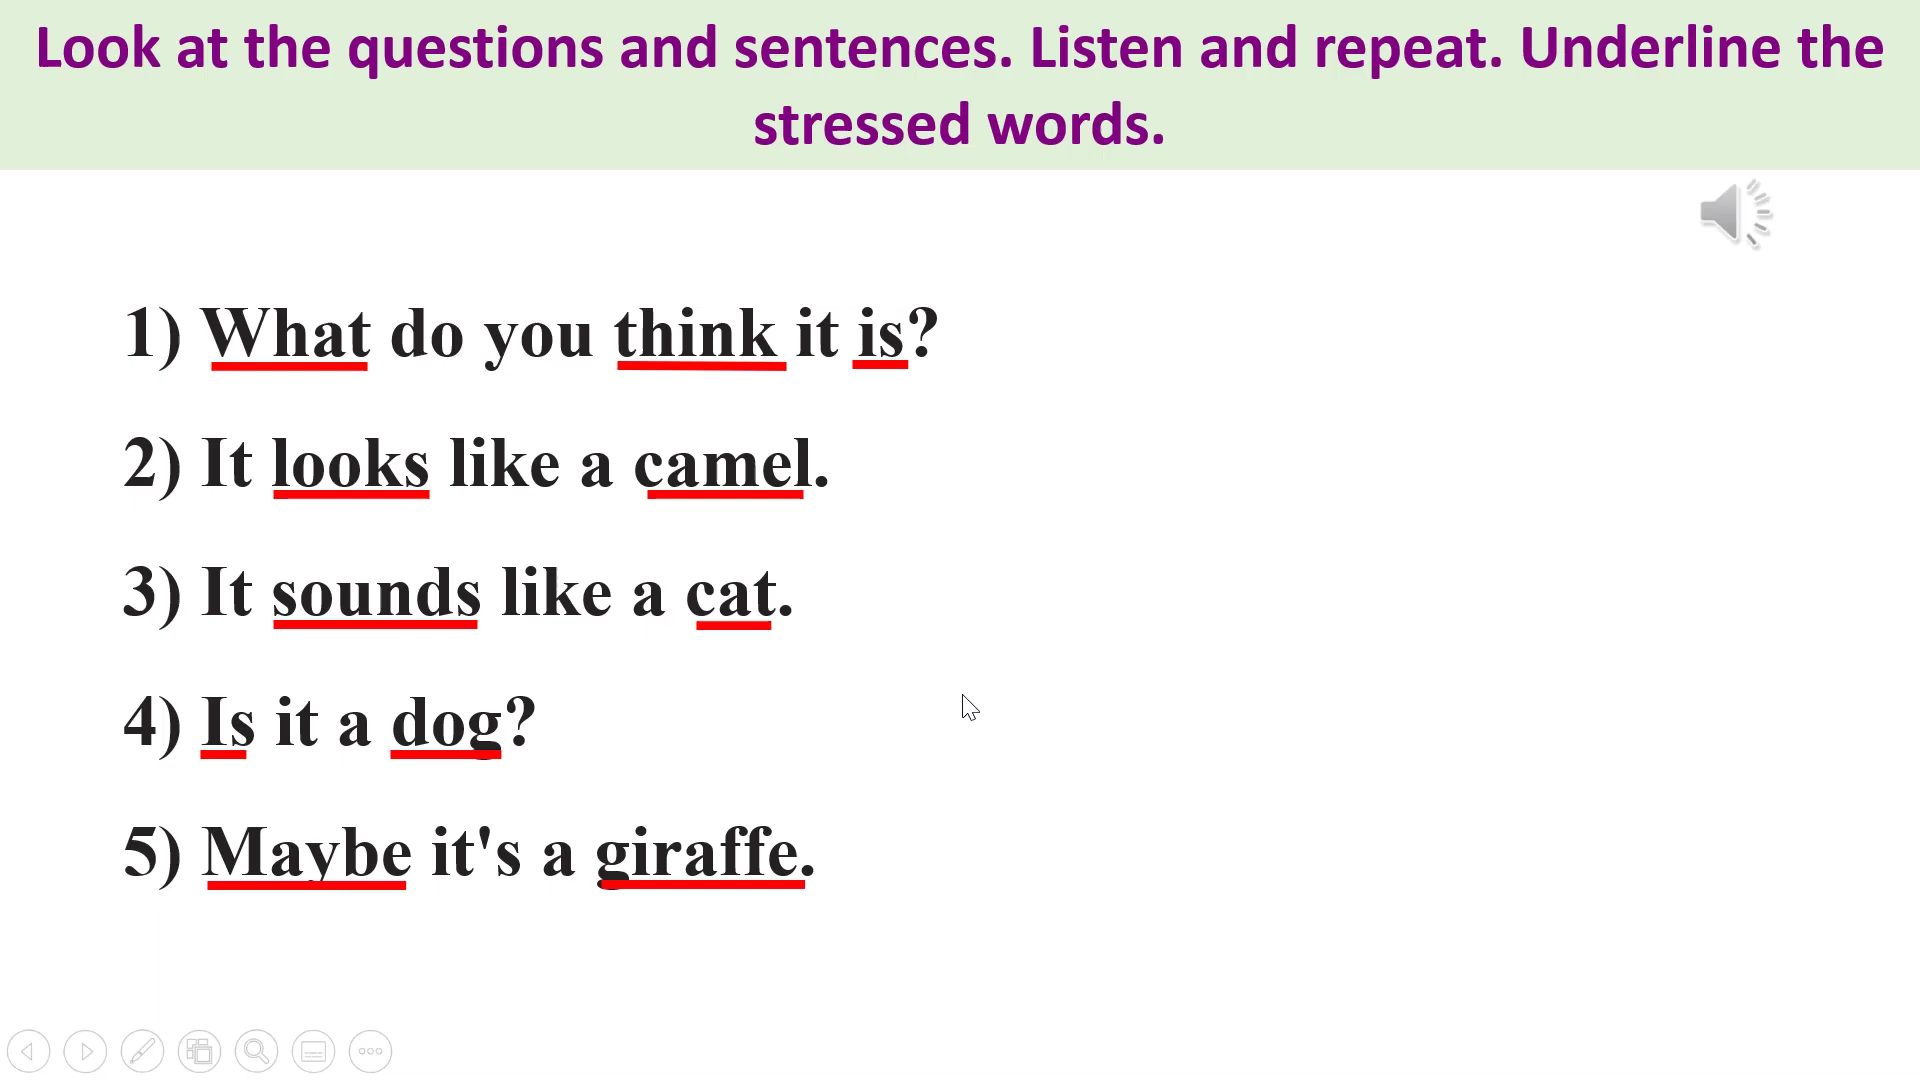 Look at the questions and sentences. Listen and repeat. Underline the
stressed words.
1) What do you think it is?
2) It looks like a camel.
3) It sounds like a cat.
4) Is it a dog?
5) Maybe it's a giraffe.